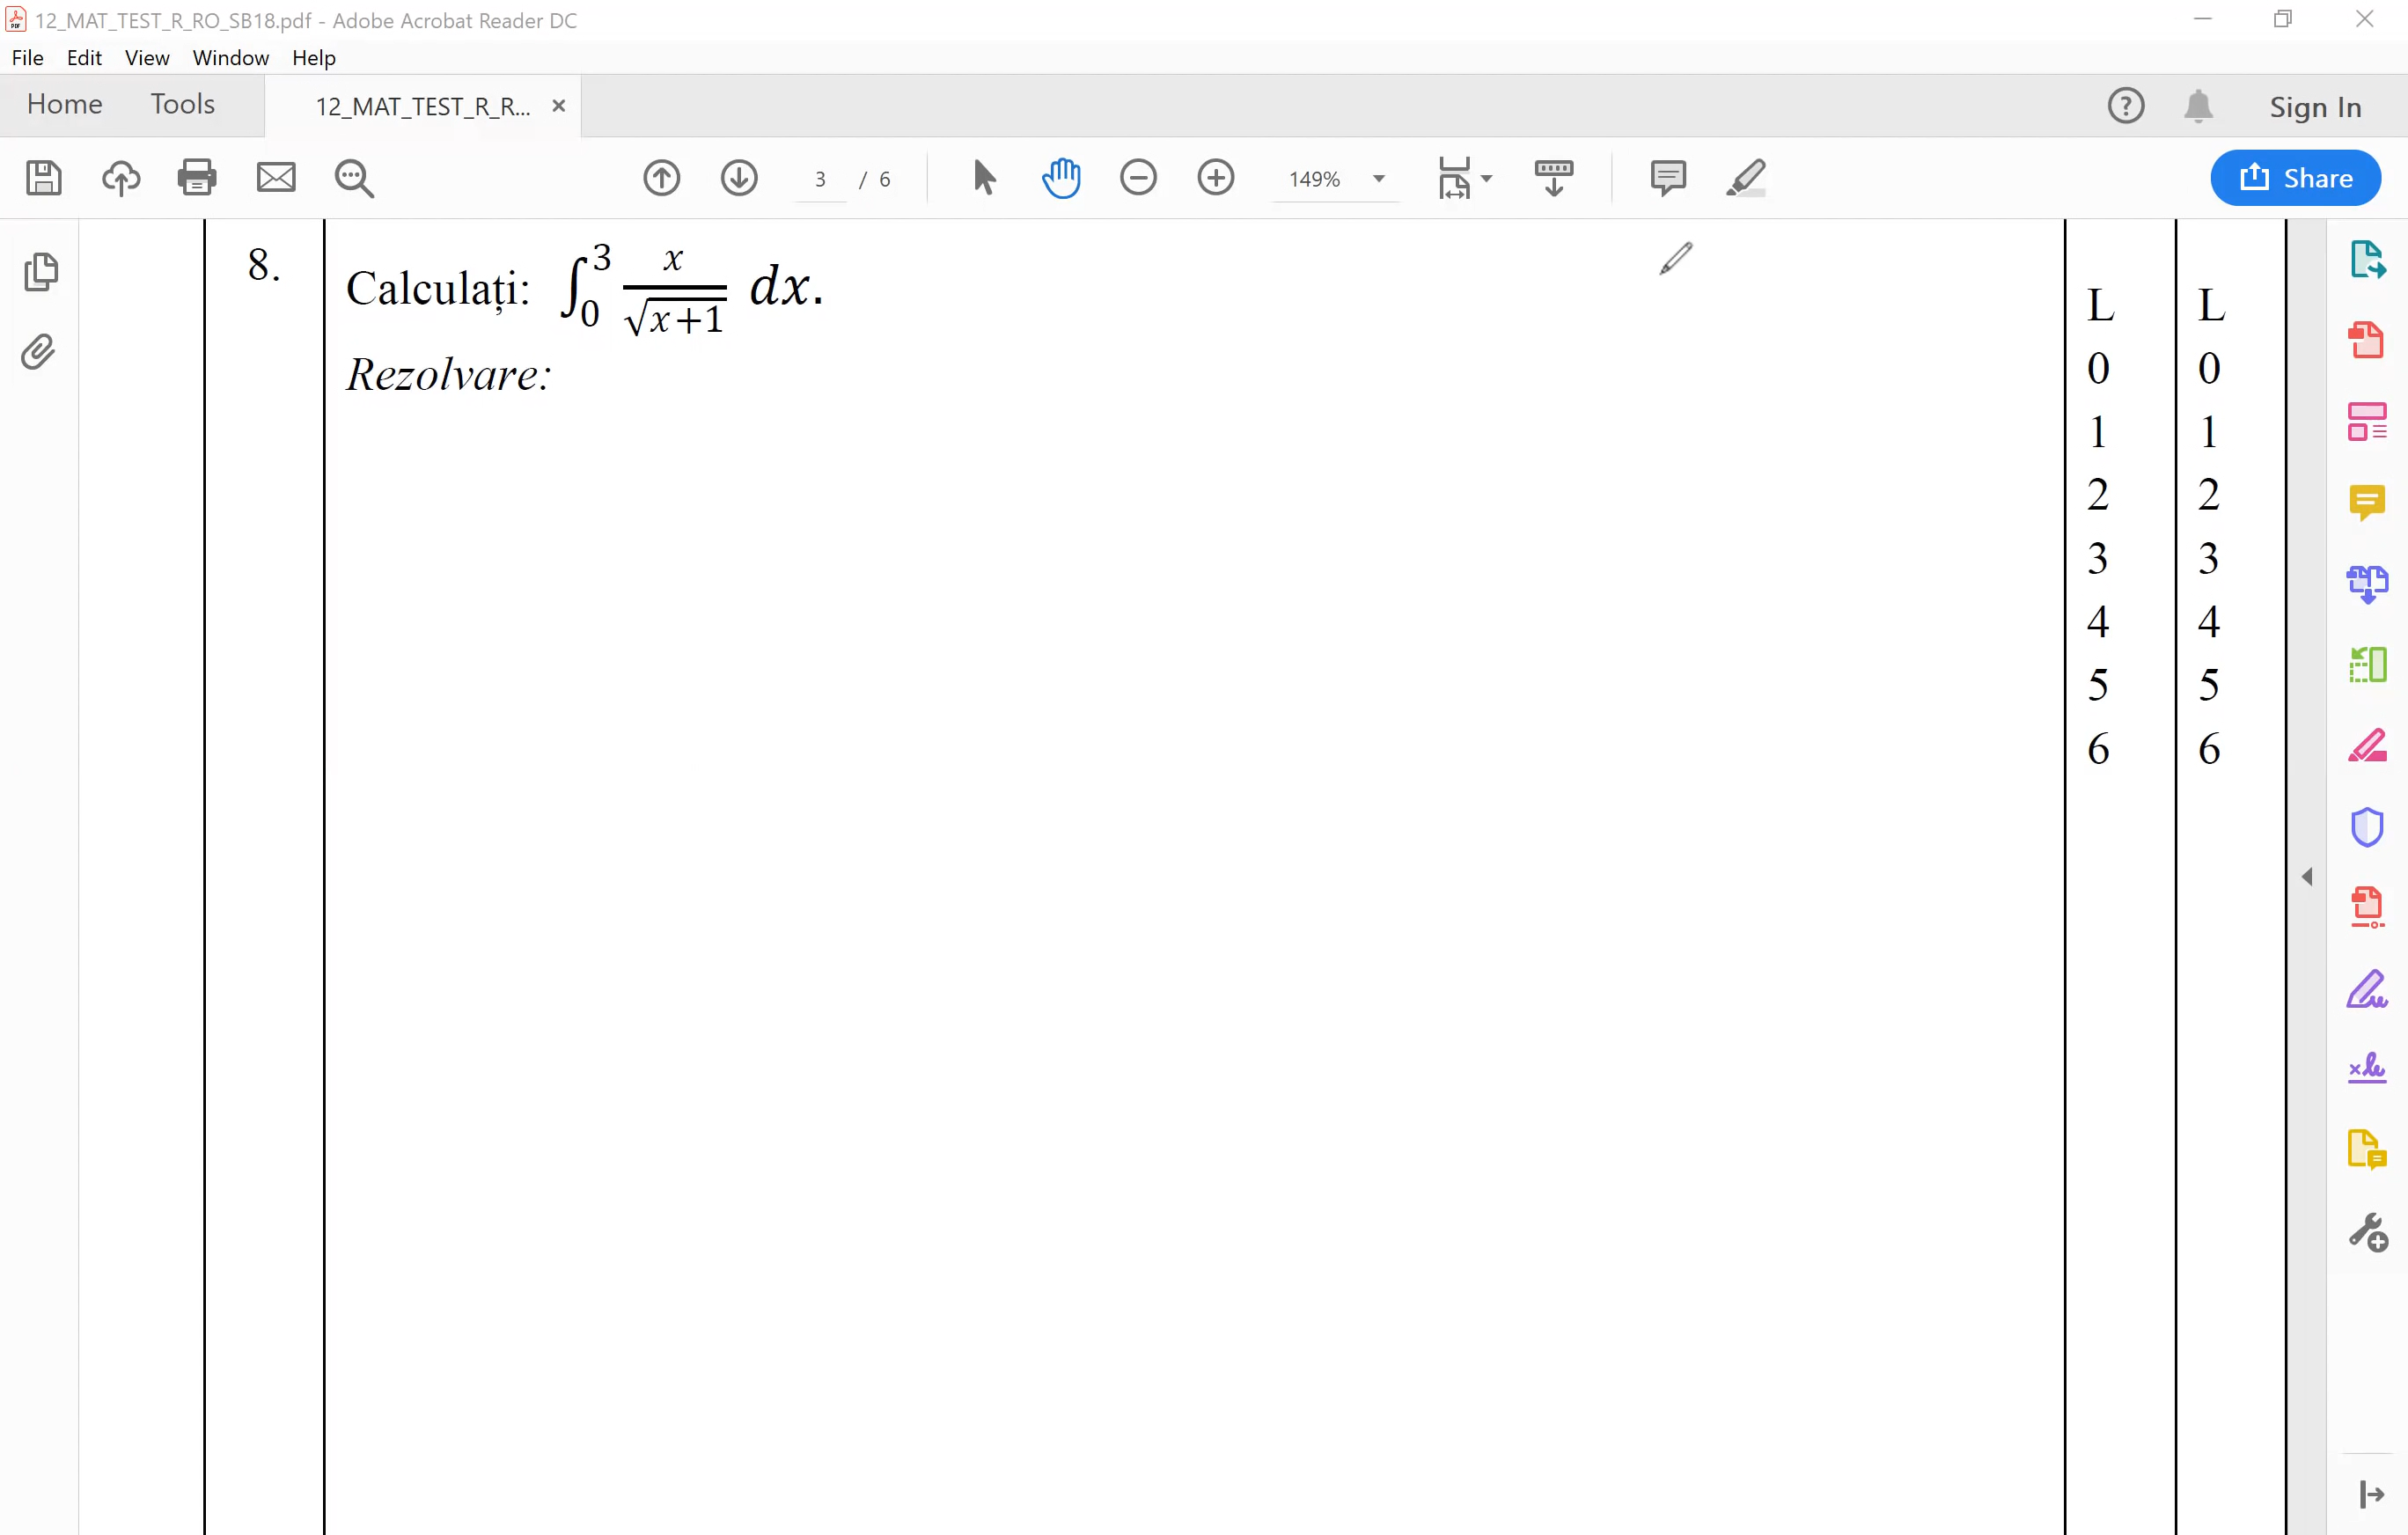 12_MAT_TEST_R_RO_SB18.pdf - Adobe Acrobat Reader DC
File Edit View Window Help
Home Tools 12_MAT_TEST_R_R... × Sign In
3 / 6 149% Share
8. Calculați: ∫₀³ x/√(x+1) dx.
Rezolvare:
L L
0 0
1 1
2 2
3 3
4 4
5 5
6 6